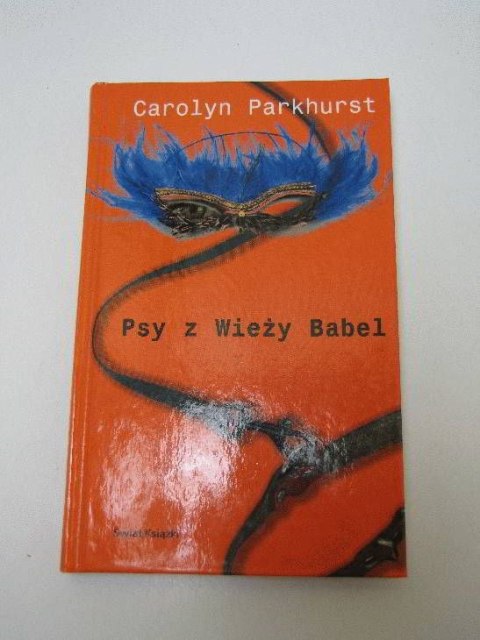 Carolyn Parkhurst
Psy z Wieży Babel
Świat Książki